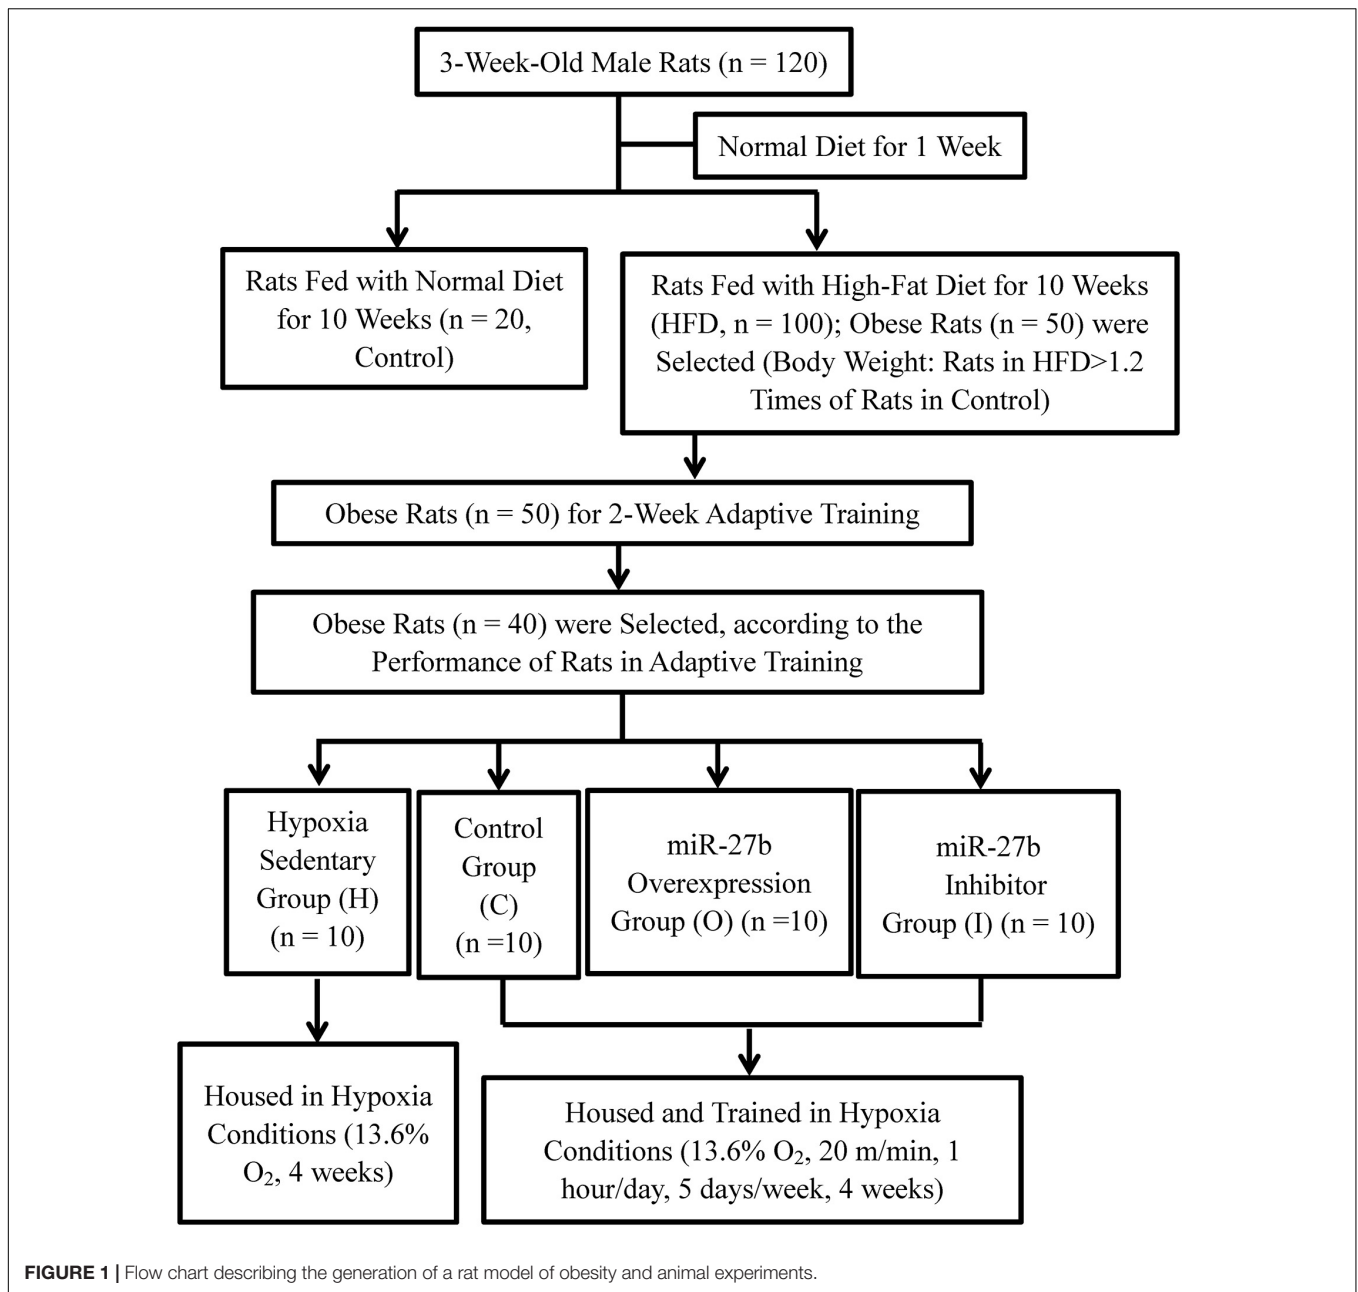 3-Week-Old Male Rats (n = 120)
Normal Diet for 1 Week
Rats Fed with Normal Diet
for 10 Weeks (n = 20,
Control)
Rats Fed with High-Fat Diet for 10 Weeks
(HFD, n = 100); Obese Rats (n = 50) were
Selected (Body Weight: Rats in HFD>1.2
Times of Rats in Control)
Obese Rats (n = 50) for 2-Week Adaptive Training
Obese Rats (n = 40) were Selected, according to the
Performance of Rats in Adaptive Training
Hypoxia
Sedentary
Group (H)
(n = 10)
Control
Group
(C)
(n =10)
miR-27b
Overexpression
Group (O) (n =10)
miR-27b
Inhibitor
Group (I) (n = 10)
Housed in Hypoxia
Conditions (13.6%
O₂, 4 weeks)
Housed and Trained in Hypoxia
Conditions (13.6% O₂, 20 m/min, 1
hour/day, 5 days/week, 4 weeks)
FIGURE 1 | Flow chart describing the generation of a rat model of obesity and animal experiments.